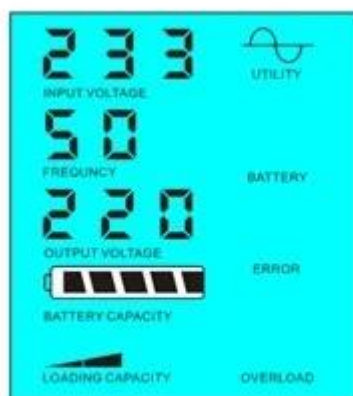 233
INPUT VOLTAGE
UTILITY
50
FREQUNCY
BATTERY
220
OUTPUT VOLTAGE
ERROR
BATTERY CAPACITY
LOADING CAPACITY
OVERLOAD